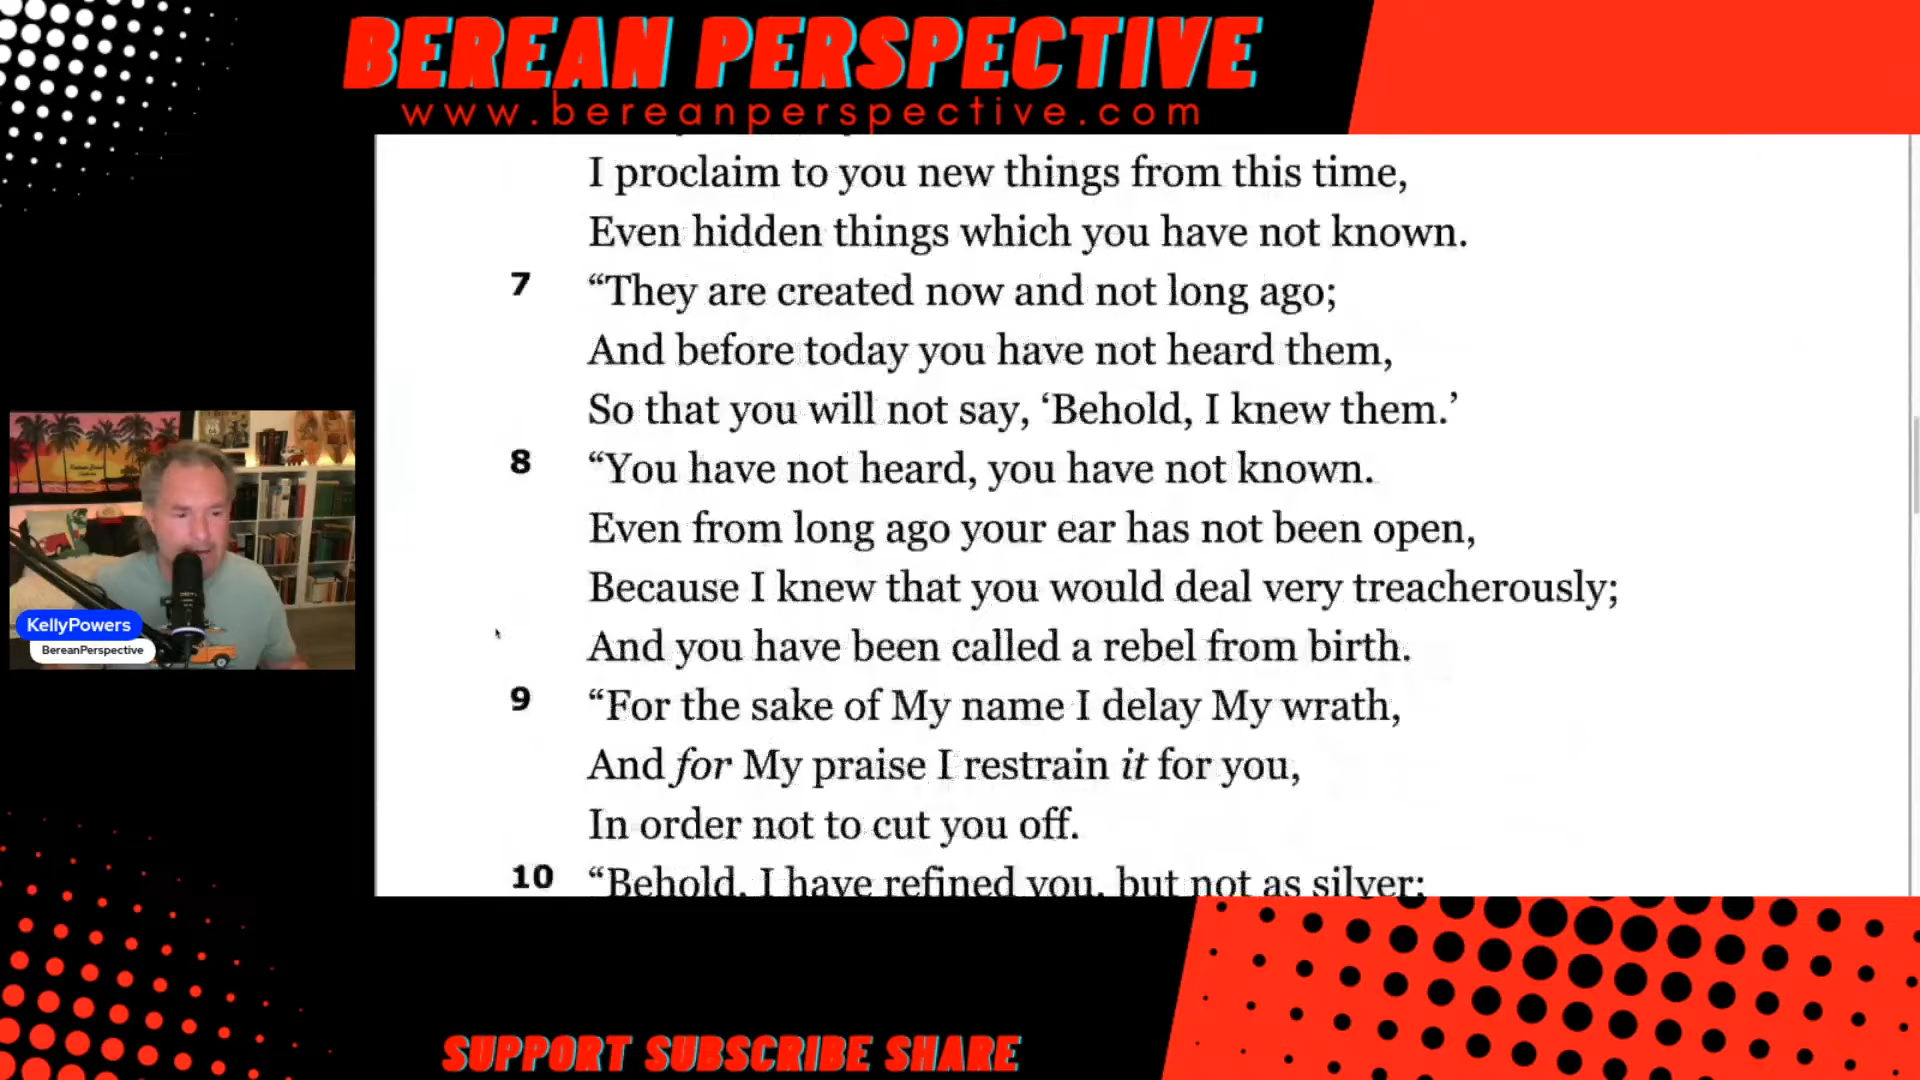 BEREAN PERSPECTIVE
www.bereanperspective.com
I proclaim to you new things from this time,
Even hidden things which you have not known.
7 “They are created now and not long ago;
And before today you have not heard them,
So that you will not say, ‘Behold, I knew them.’
8 “You have not heard, you have not known.
Even from long ago your ear has not been open,
Because I knew that you would deal very treacherously;
And you have been called a rebel from birth.
9 “For the sake of My name I delay My wrath,
And for My praise I restrain it for you,
In order not to cut you off.
10 “Behold, I have refined you, but not as silver;
KellyPowers
BereanPerspective
SUPPORT SUBSCRIBE SHARE